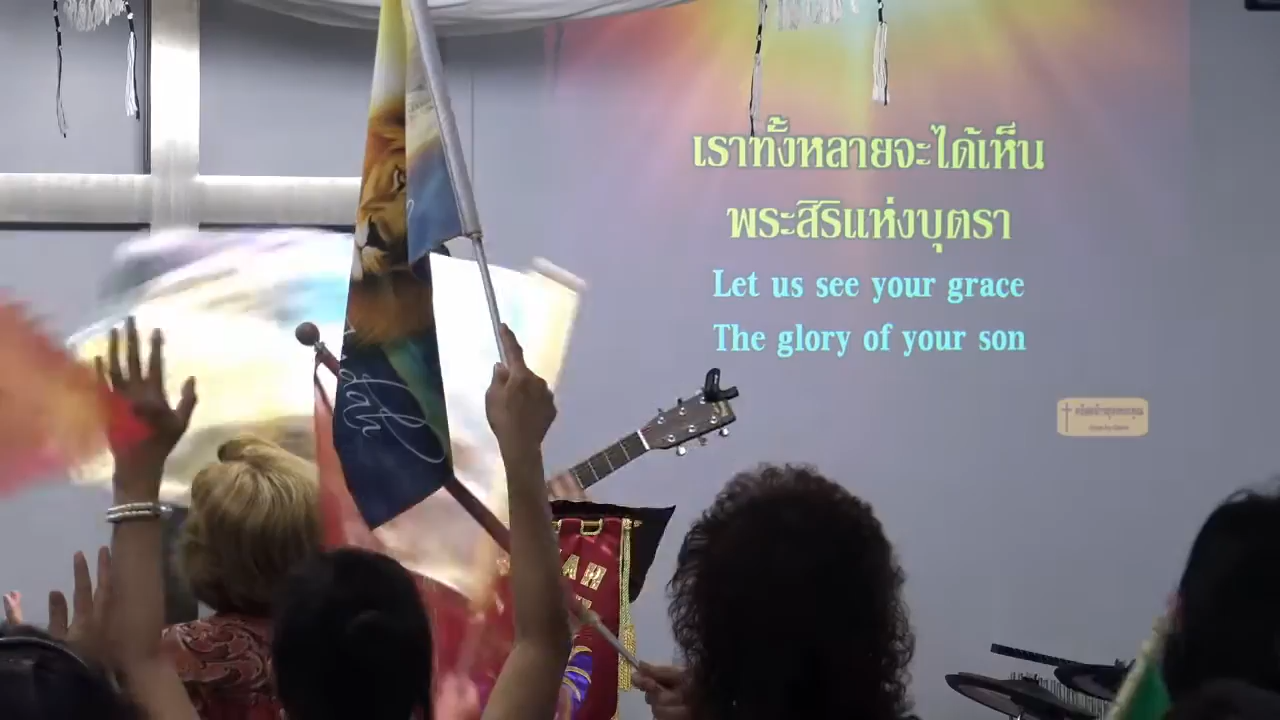 เราทั้งหลายจะได้เห็น
พระสิริแห่งบุตรา
Let us see your grace
The glory of your son
Judah
AH